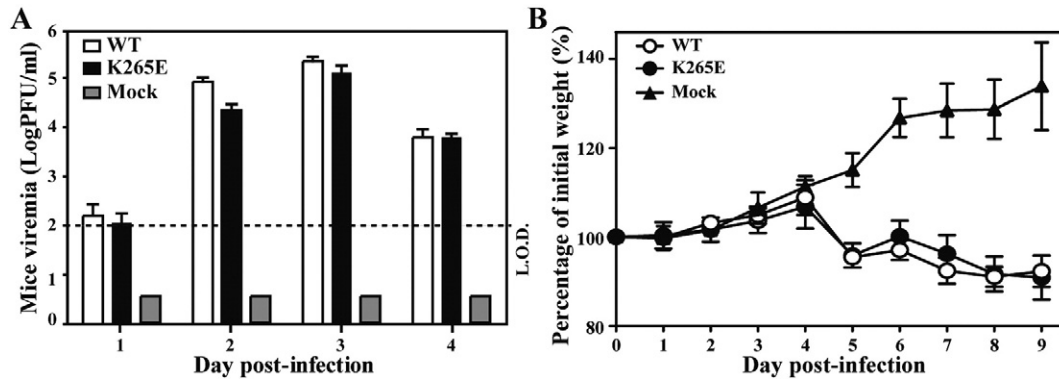 A
Mice viremia (LogPFU/ml)
6
5
4
3
2
1
0
WT
K265E
Mock
L.O.D.
1 2 3 4
Day post-infection
B
Percentage of initial weight (%)
140
120
100
80
WT
K265E
Mock
0 1 2 3 4 5 6 7 8 9
Day post-infection